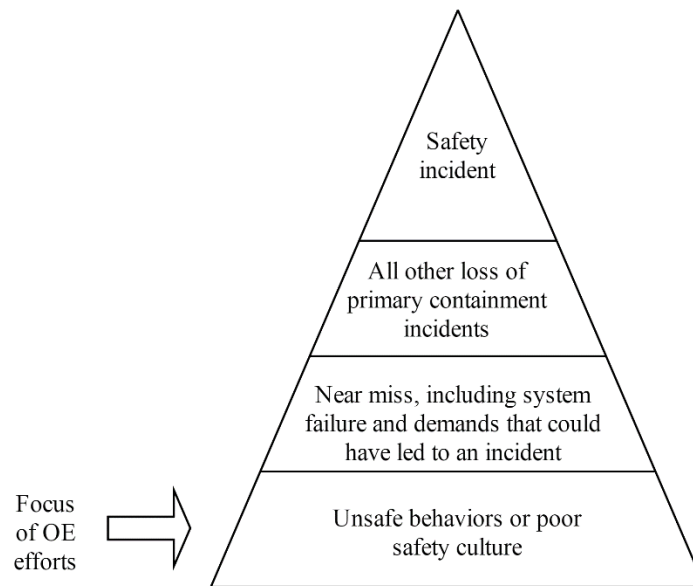 Safety
incident
All other loss of
primary containment
incidents
Near miss, including system
failure and demands that could
have led to an incident
Focus
of OE
efforts
Unsafe behaviors or poor
safety culture